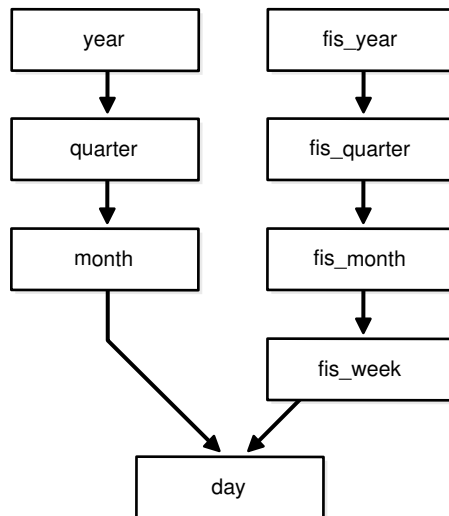 year
fis_year
quarter
fis_quarter
month
fis_month
fis_week
day